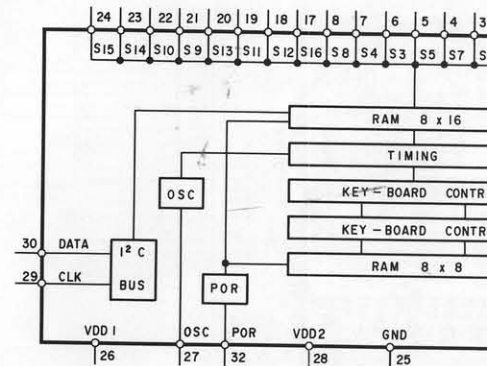 24 23 22 21 20 19 18 17 8 7 6 5 4 3
S15 S14 S10 S9 S13 S11 S12 S16 S8 S4 S3 S5 S7 S
RAM 8 x 16
TIMING
OSC
KEY-BOARD CONTR
KEY-BOARD CONTR
30 DATA
I² C
BUS
29 CLK
RAM 8 x 8
POR
VDD1 OSC POR VDD2 GND
26 27 32 28 25